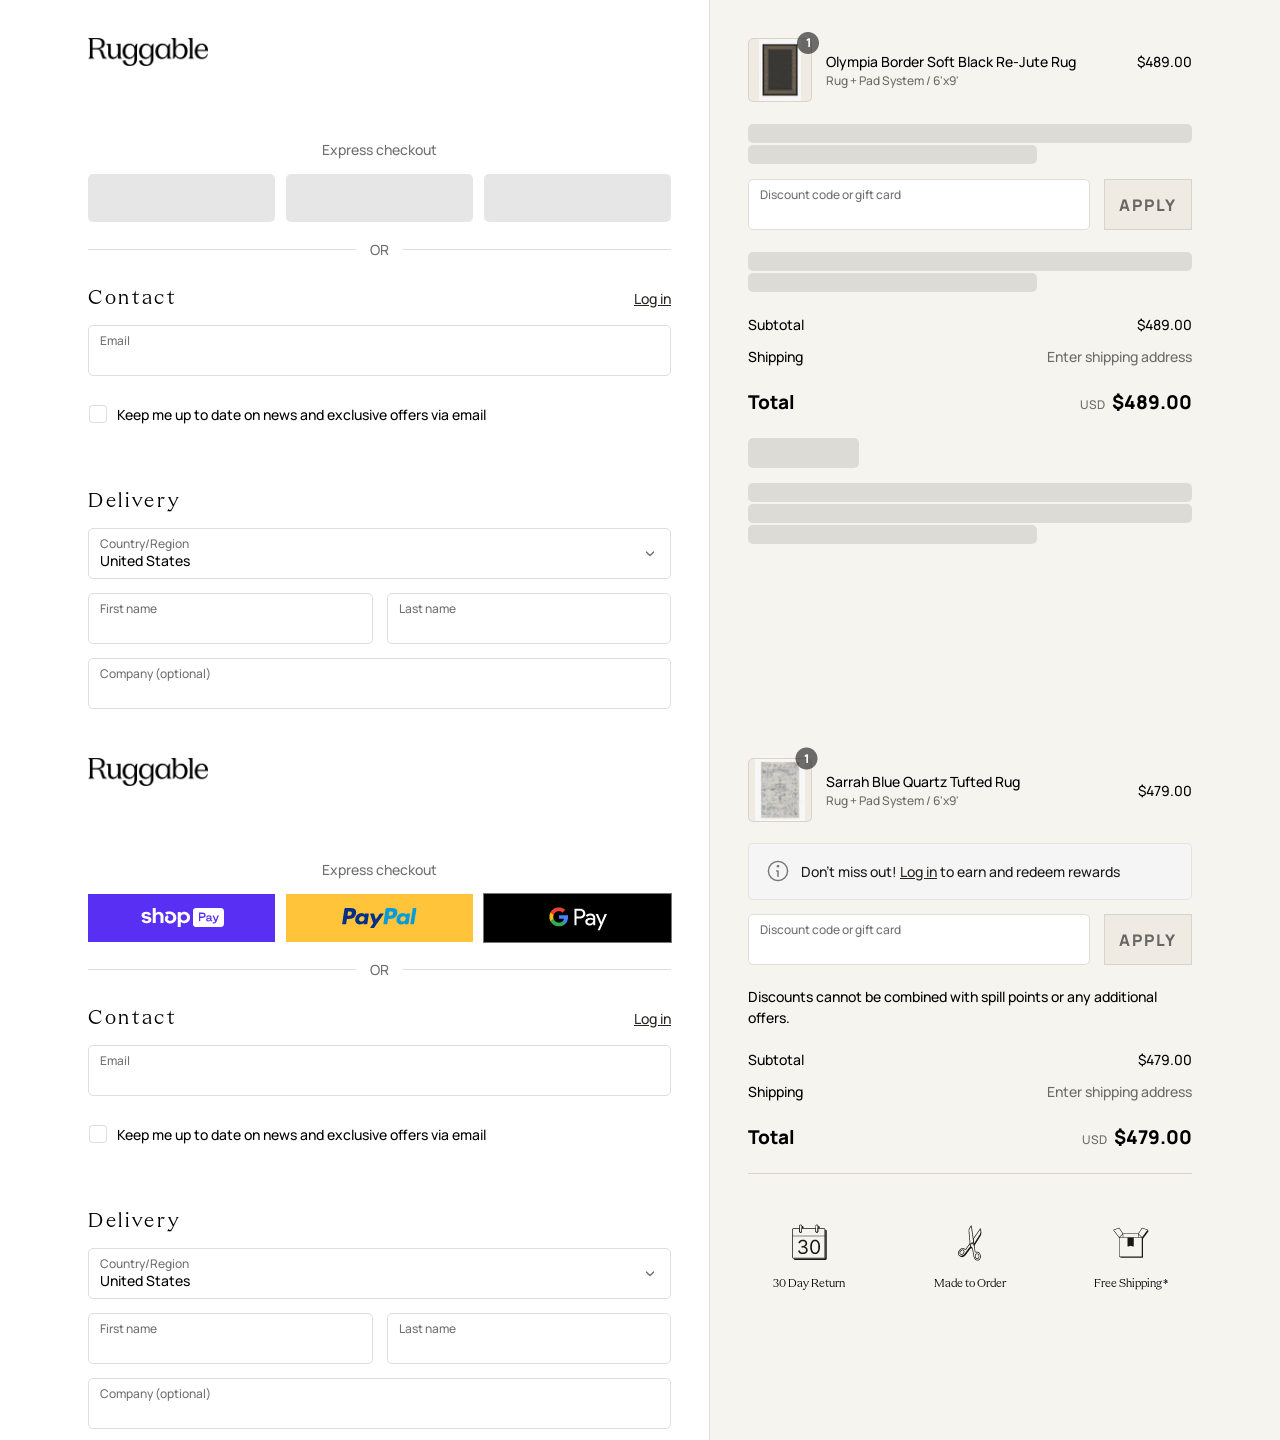 Ruggable
Express checkout
OR
Contact
Log in
Email
Keep me up to date on news and exclusive offers via email
Delivery
Country/Region
United States
First name
Last name
Company (optional)
1
Olympia Border Soft Black Re-Jute Rug
$489.00
Rug + Pad System / 6'x9'
Discount code or gift card
APPLY
Subtotal
$489.00
Shipping
Enter shipping address
Total
USD $489.00
Ruggable
Express checkout
shop Pay
PayPal
G Pay
OR
Contact
Log in
Email
Keep me up to date on news and exclusive offers via email
Delivery
Country/Region
United States
First name
Last name
Company (optional)
1
Sarrah Blue Quartz Tufted Rug
Rug + Pad System / 6'x9'
$479.00
Don't miss out! Log in to earn and redeem rewards
Discount code or gift card
APPLY
Discounts cannot be combined with spill points or any additional
offers.
Subtotal
$479.00
Shipping
Enter shipping address
Total
USD $479.00
30
30 Day Return
Made to Order
Free Shipping*